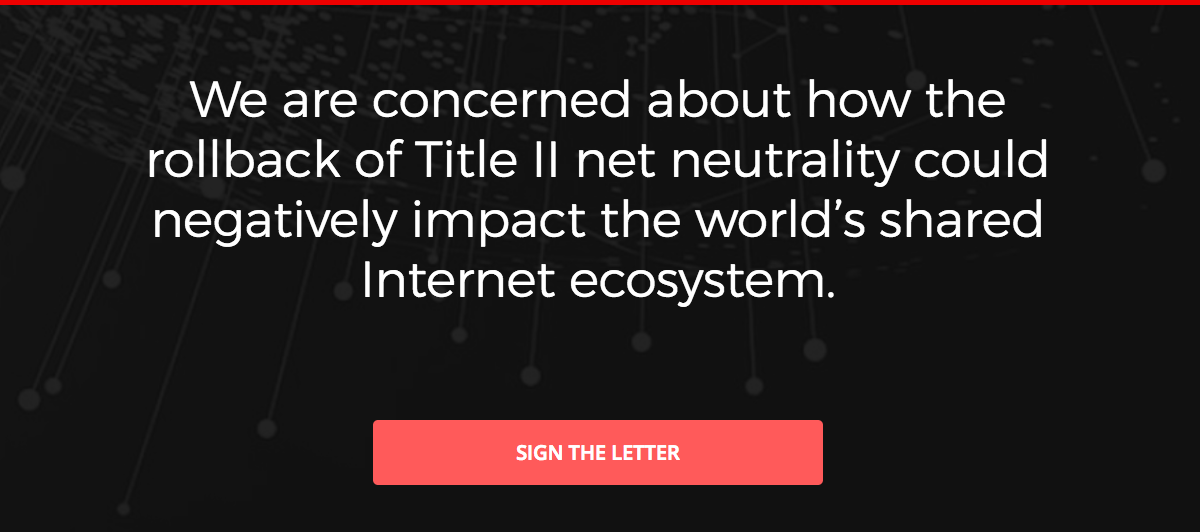 We are concerned about how the
rollback of Title II net neutrality could
negatively impact the world’s shared
Internet ecosystem.
SIGN THE LETTER